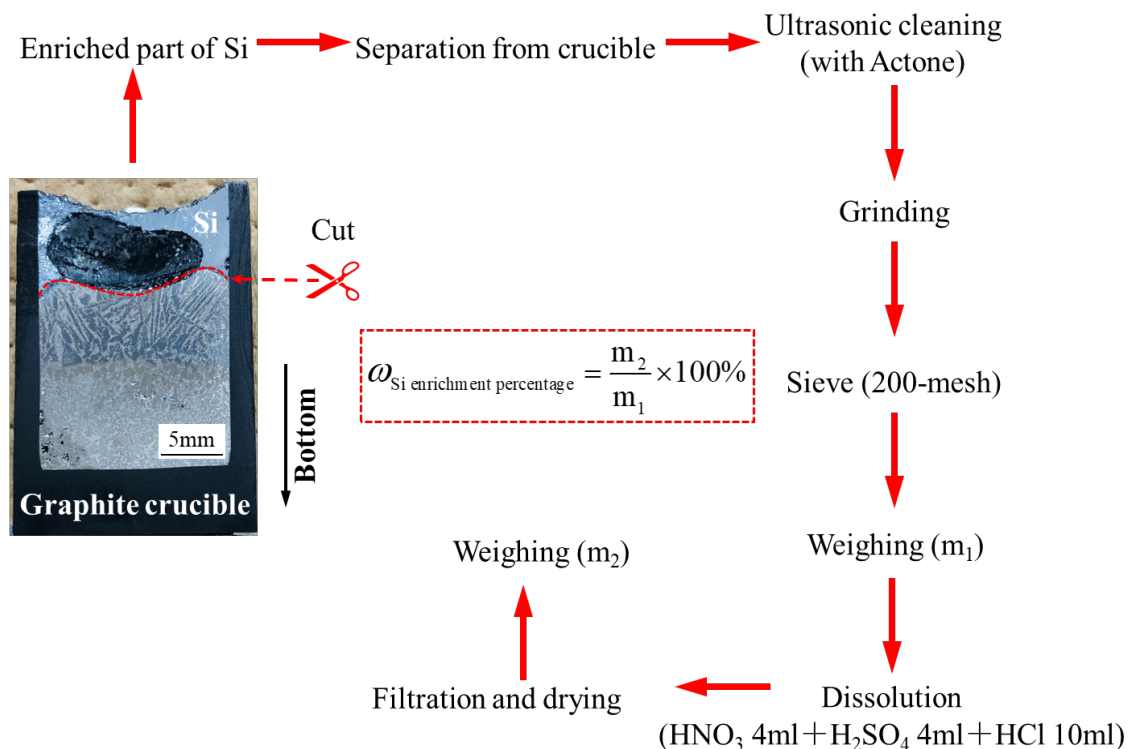 Enriched part of Si
Separation from crucible
Ultrasonic cleaning
(with Actone)
Grinding
Sieve (200-mesh)
Weighing (m₁)
Dissolution
(HNO₃ 4ml+H₂SO₄ 4ml+HCl 10ml)
Filtration and drying
Weighing (m₂)
Si
Cut
5mm
Bottom
Graphite crucible
ω Si enrichment percentage = m₂/m₁ ×100%